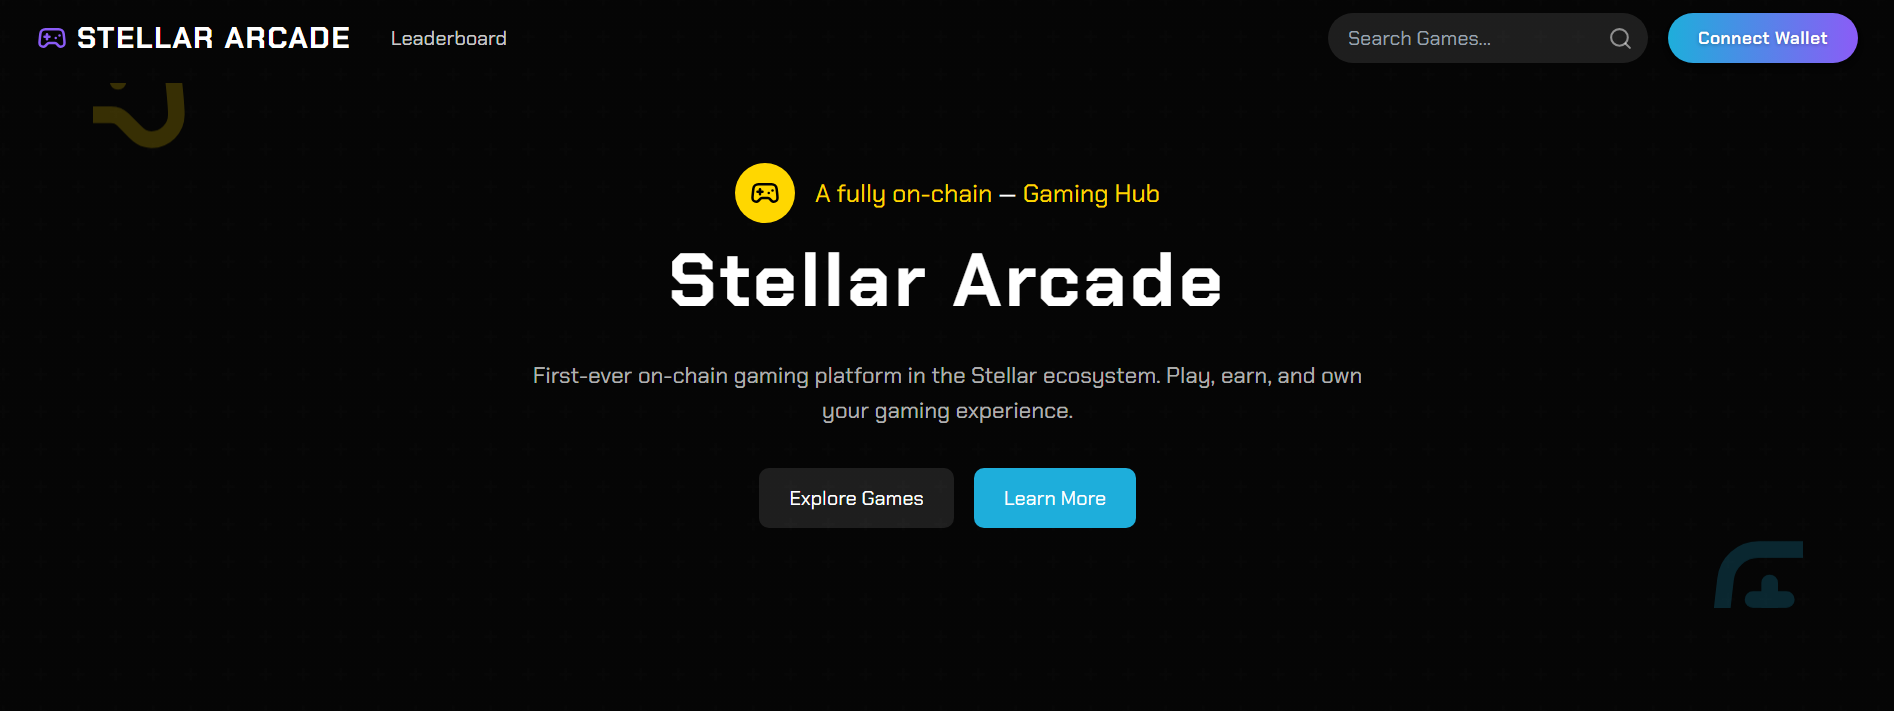 STELLAR ARCADE
Leaderboard
Search Games...
Connect Wallet
A fully on-chain — Gaming Hub
Stellar Arcade
First-ever on-chain gaming platform in the Stellar ecosystem. Play, earn, and own
your gaming experience.
Explore Games
Learn More